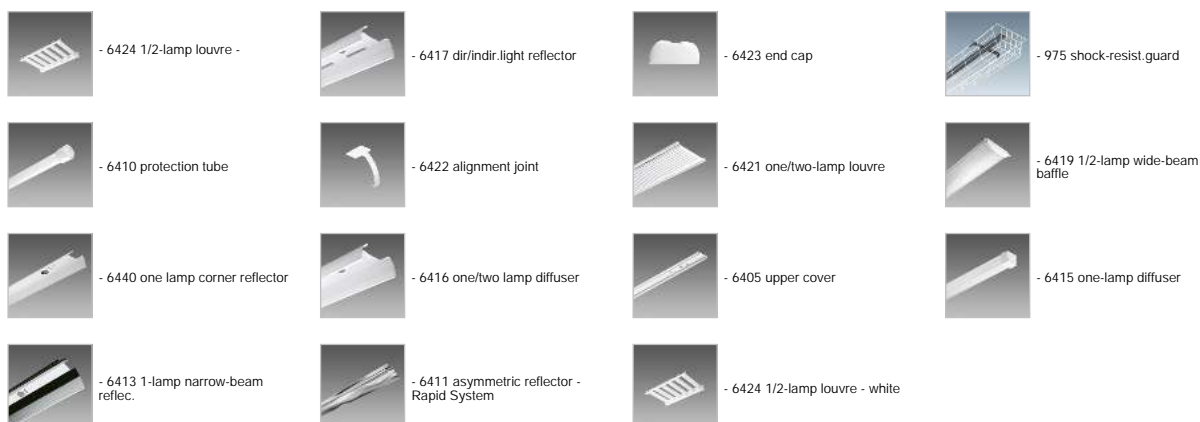 - 6424 1/2-lamp louvre -
- 6417 dir/indir.light reflector
- 6423 end cap
- 975 shock-resist.guard
- 6410 protection tube
- 6422 alignment joint
- 6421 one/two-lamp louvre
- 6419 1/2-lamp wide-beam
baffle
- 6440 one lamp corner reflector
- 6416 one/two lamp diffuser
- 6405 upper cover
- 6415 one-lamp diffuser
- 6413 1-lamp narrow-beam
reflec.
- 6411 asymmetric reflector -
Rapid System
- 6424 1/2-lamp louvre - white